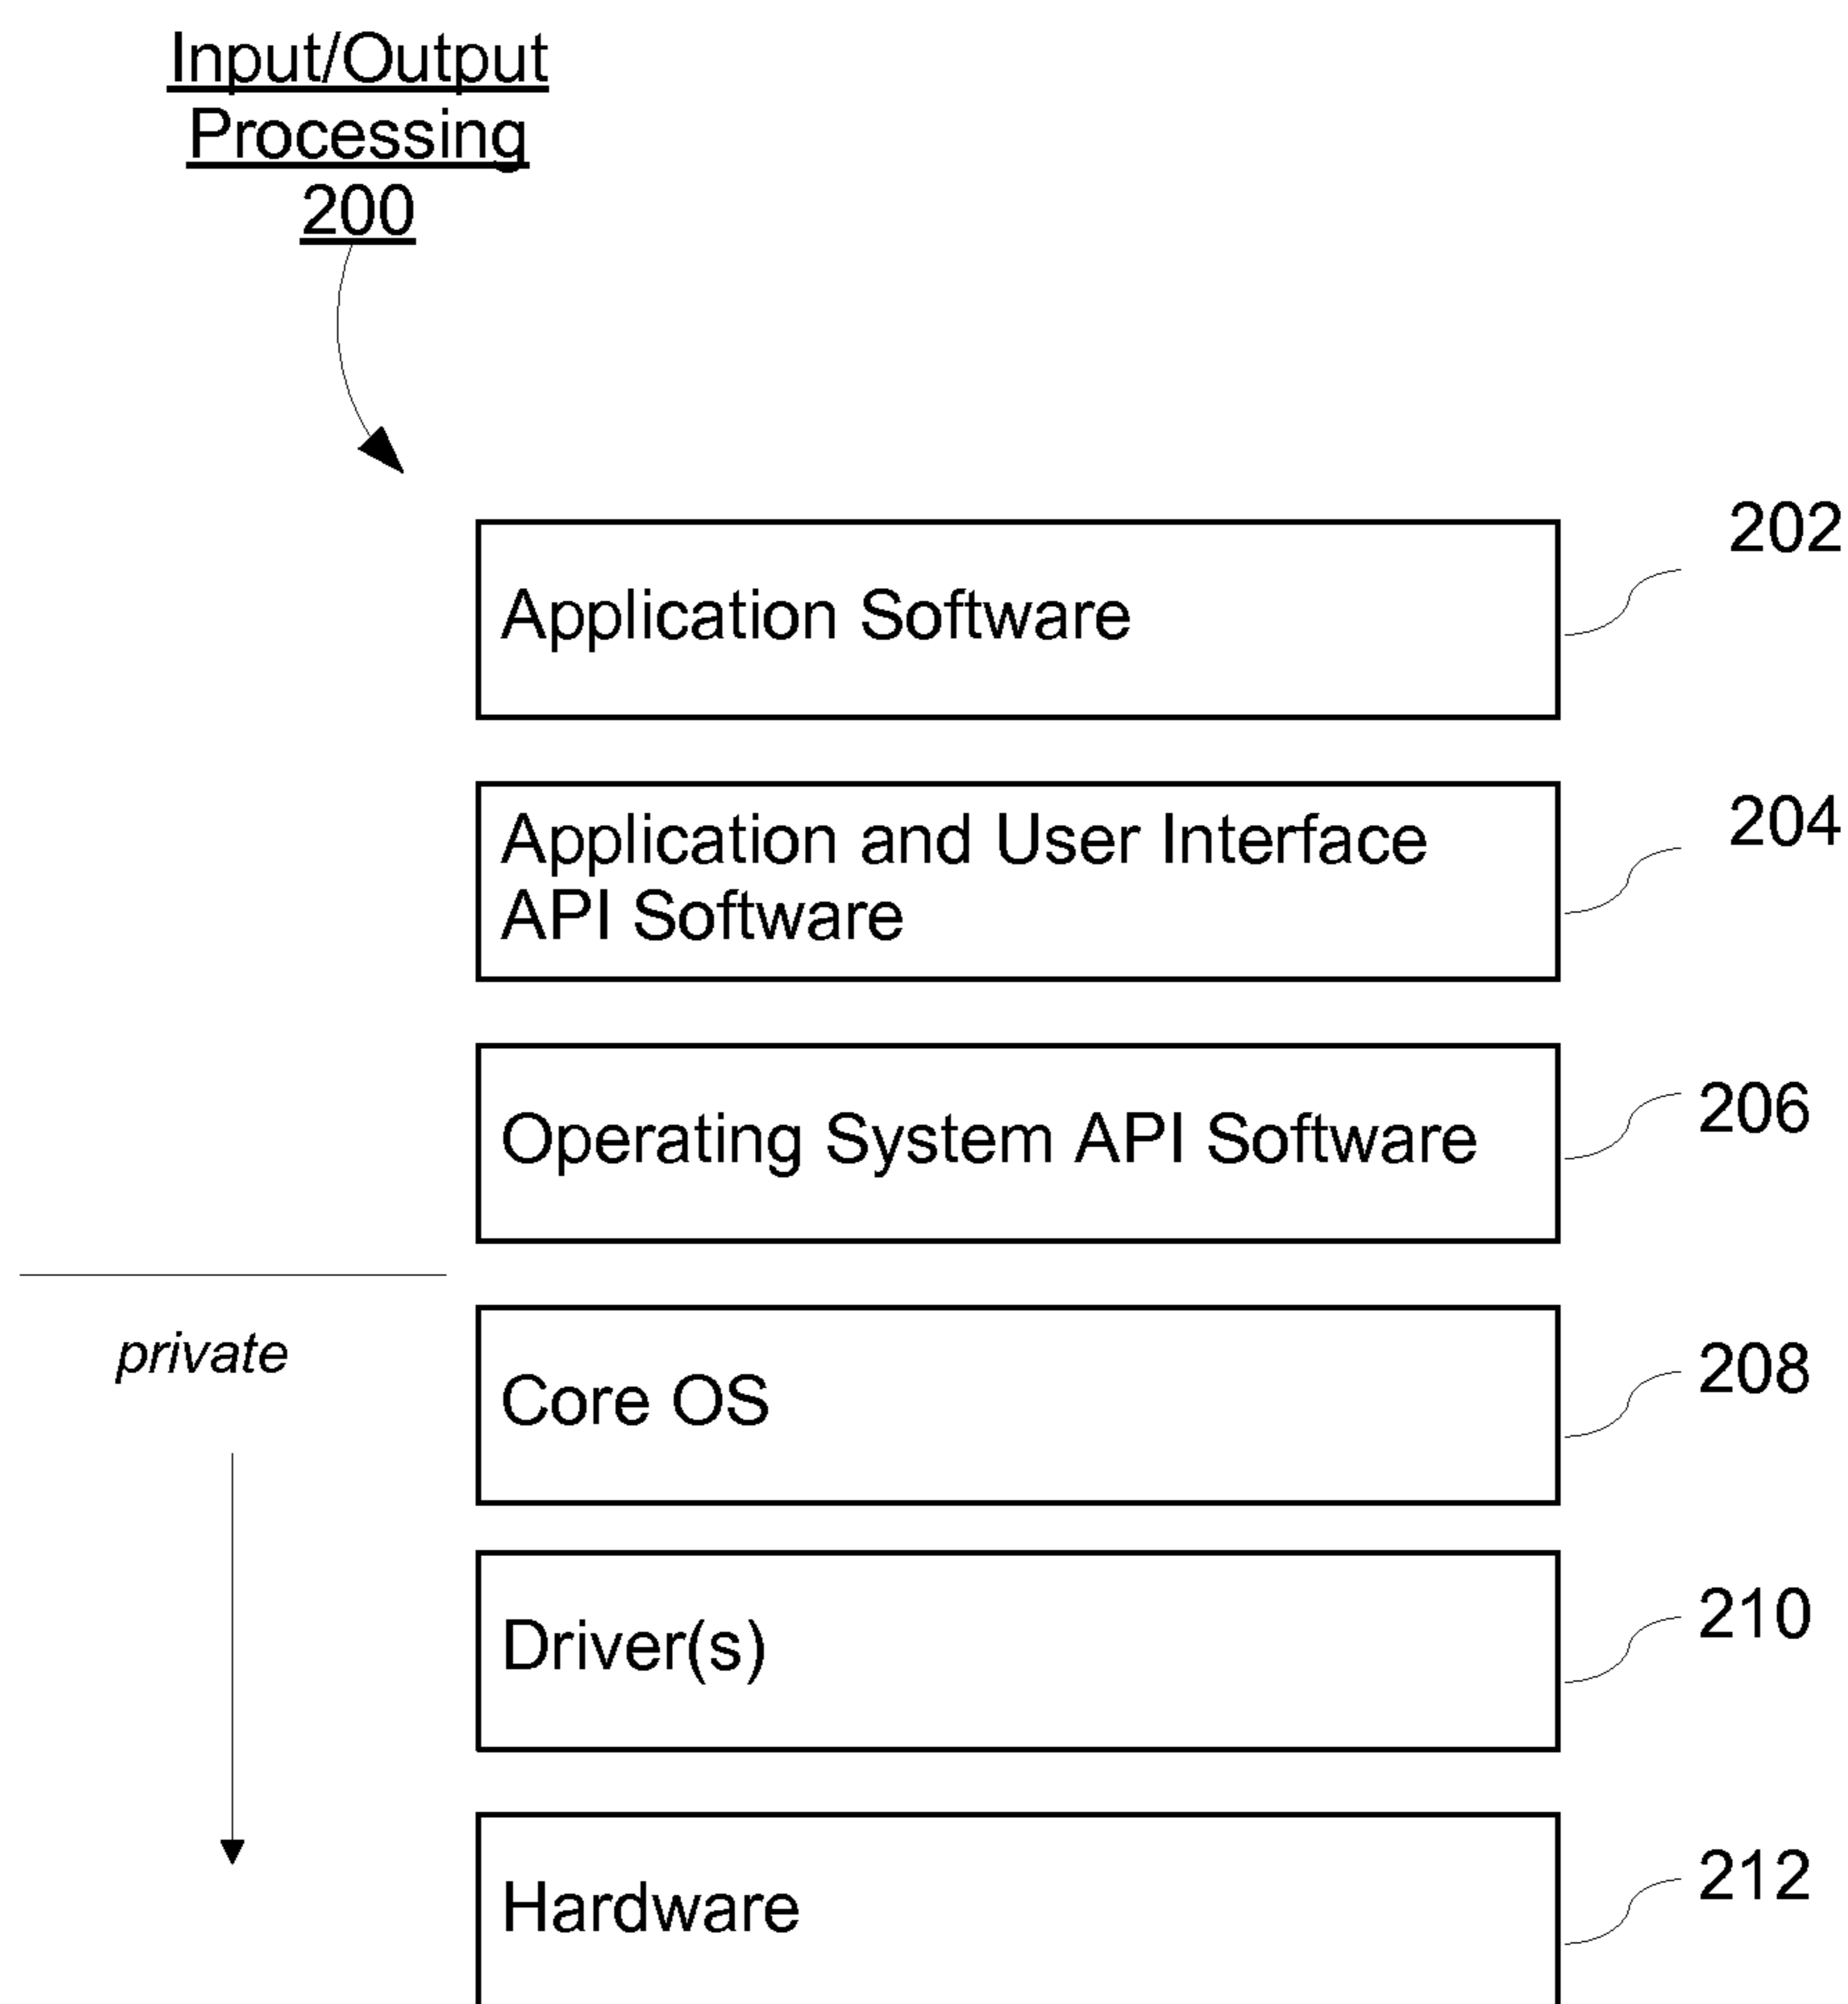 Input/Output
Processing
200
202
Application Software
204
Application and User Interface
API Software
206
Operating System API Software
private
208
Core OS
210
Driver(s)
212
Hardware